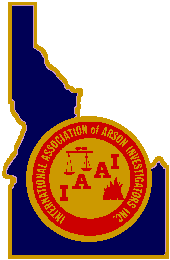 INTERNATIONAL ASSOCIATION of ARSON INVESTIGATORS INC.
IAAI